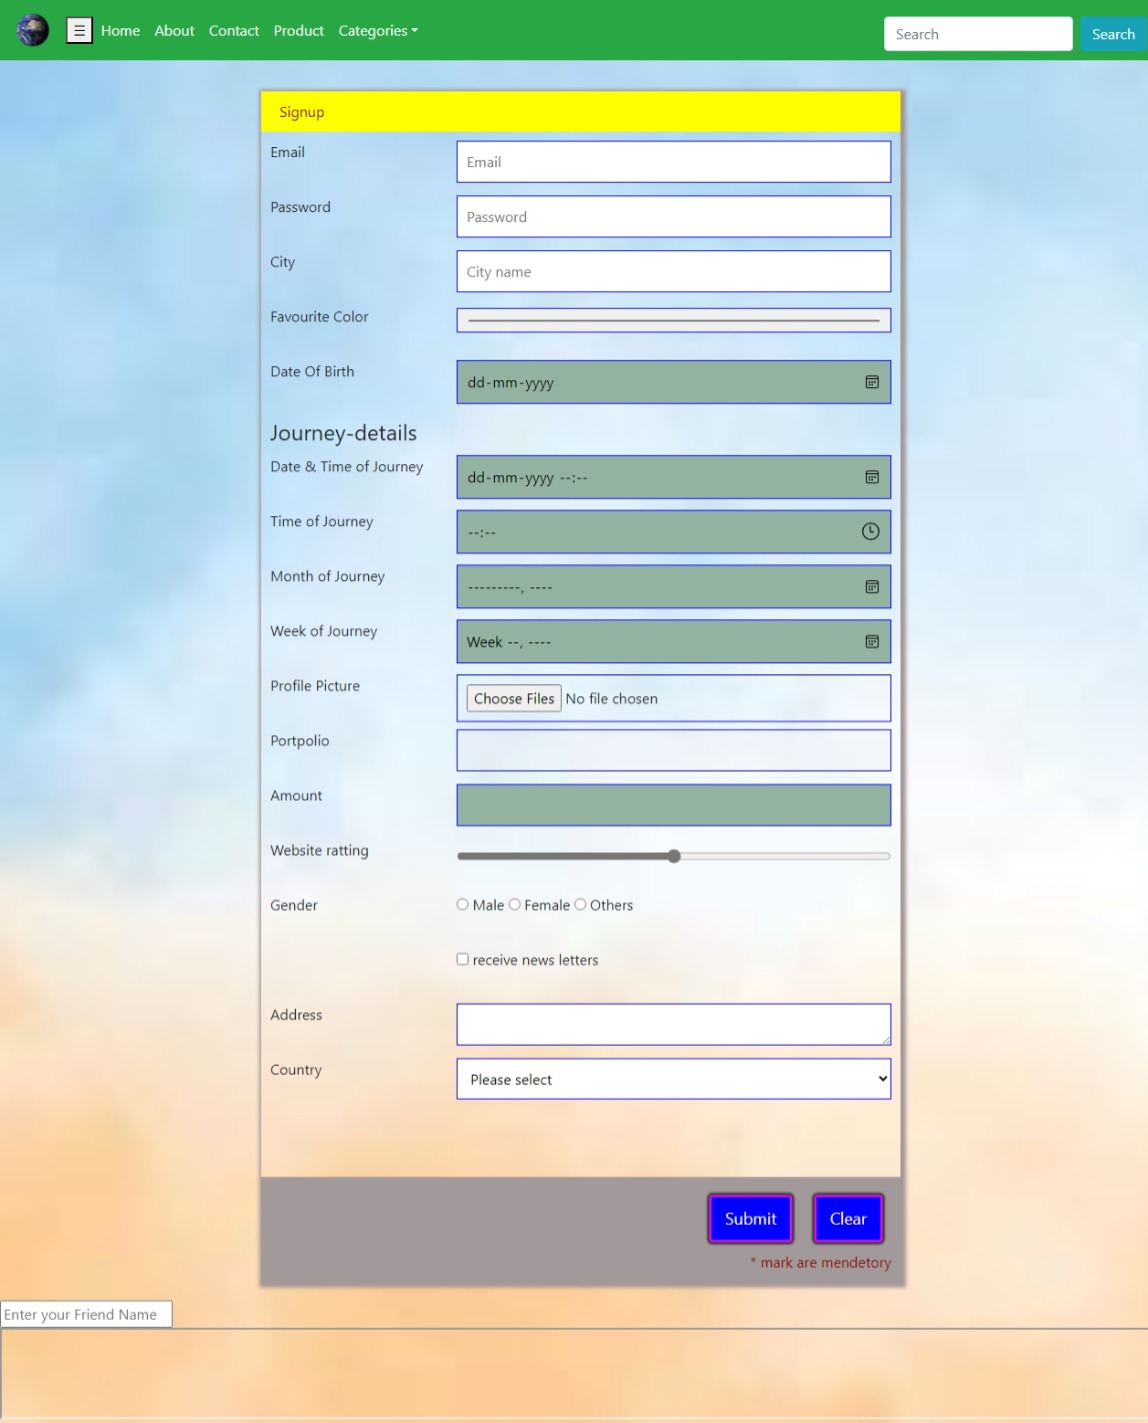 ☰ Home About Contact Product Categories Search Search
Signup
Email Email
Password Password
City City name
Favourite Color
Date Of Birth dd-mm-yyyy
Journey-details
Date & Time of Journey dd-mm-yyyy --:--
Time of Journey --:--
Month of Journey ---------, ----
Week of Journey Week --, ----
Profile Picture Choose Files No file chosen
Portpolio
Amount
Website ratting
Gender Male Female Others
receive news letters
Address
Country Please select
Submit Clear
* mark are mendetory
Enter your Friend Name